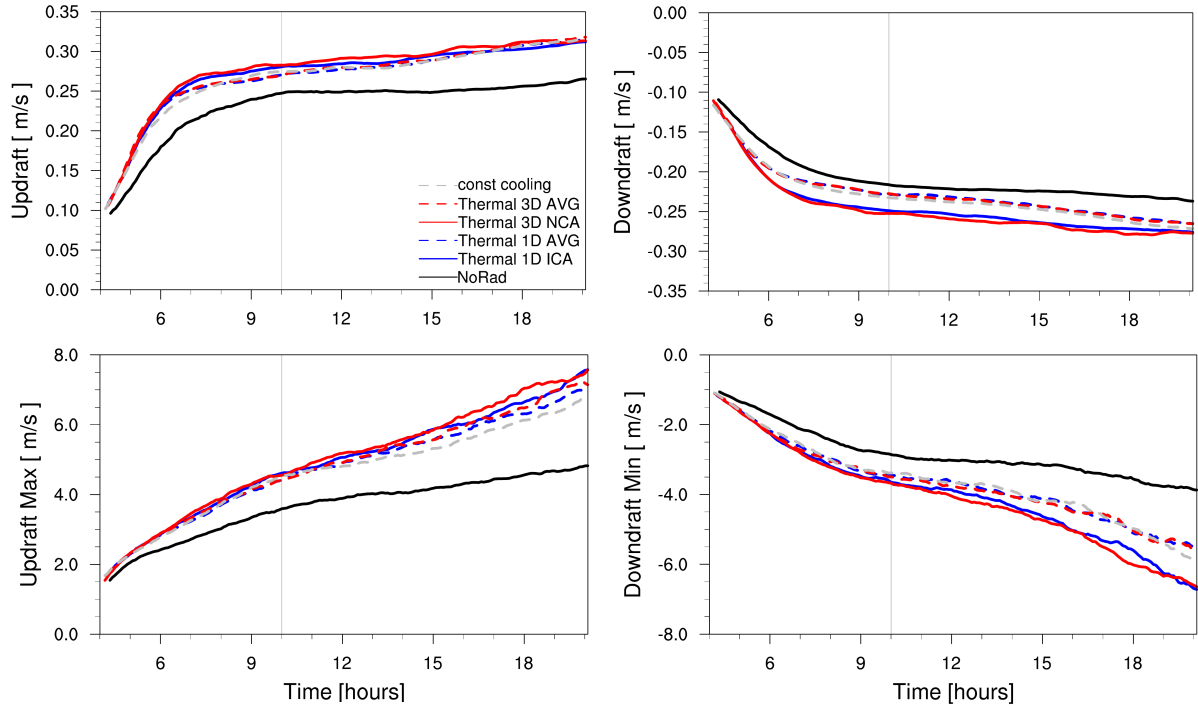 0.35
0.30
0.25
0.20
0.15
0.10
0.05
0.00
Updraft [ m/s ]
const cooling
Thermal 3D AVG
Thermal 3D NCA
Thermal 1D AVG
Thermal 1D ICA
NoRad
6 9 12 15 18
0.00
-0.05
-0.10
-0.15
-0.20
-0.25
-0.30
-0.35
Downdraft [ m/s ]
6 9 12 15 18
8.0
6.0
4.0
2.0
0.0
Updraft Max [ m/s ]
6 9 12 15 18
Time [hours]
0.0
-2.0
-4.0
-6.0
-8.0
Downdraft Min [ m/s ]
6 9 12 15 18
Time [hours]